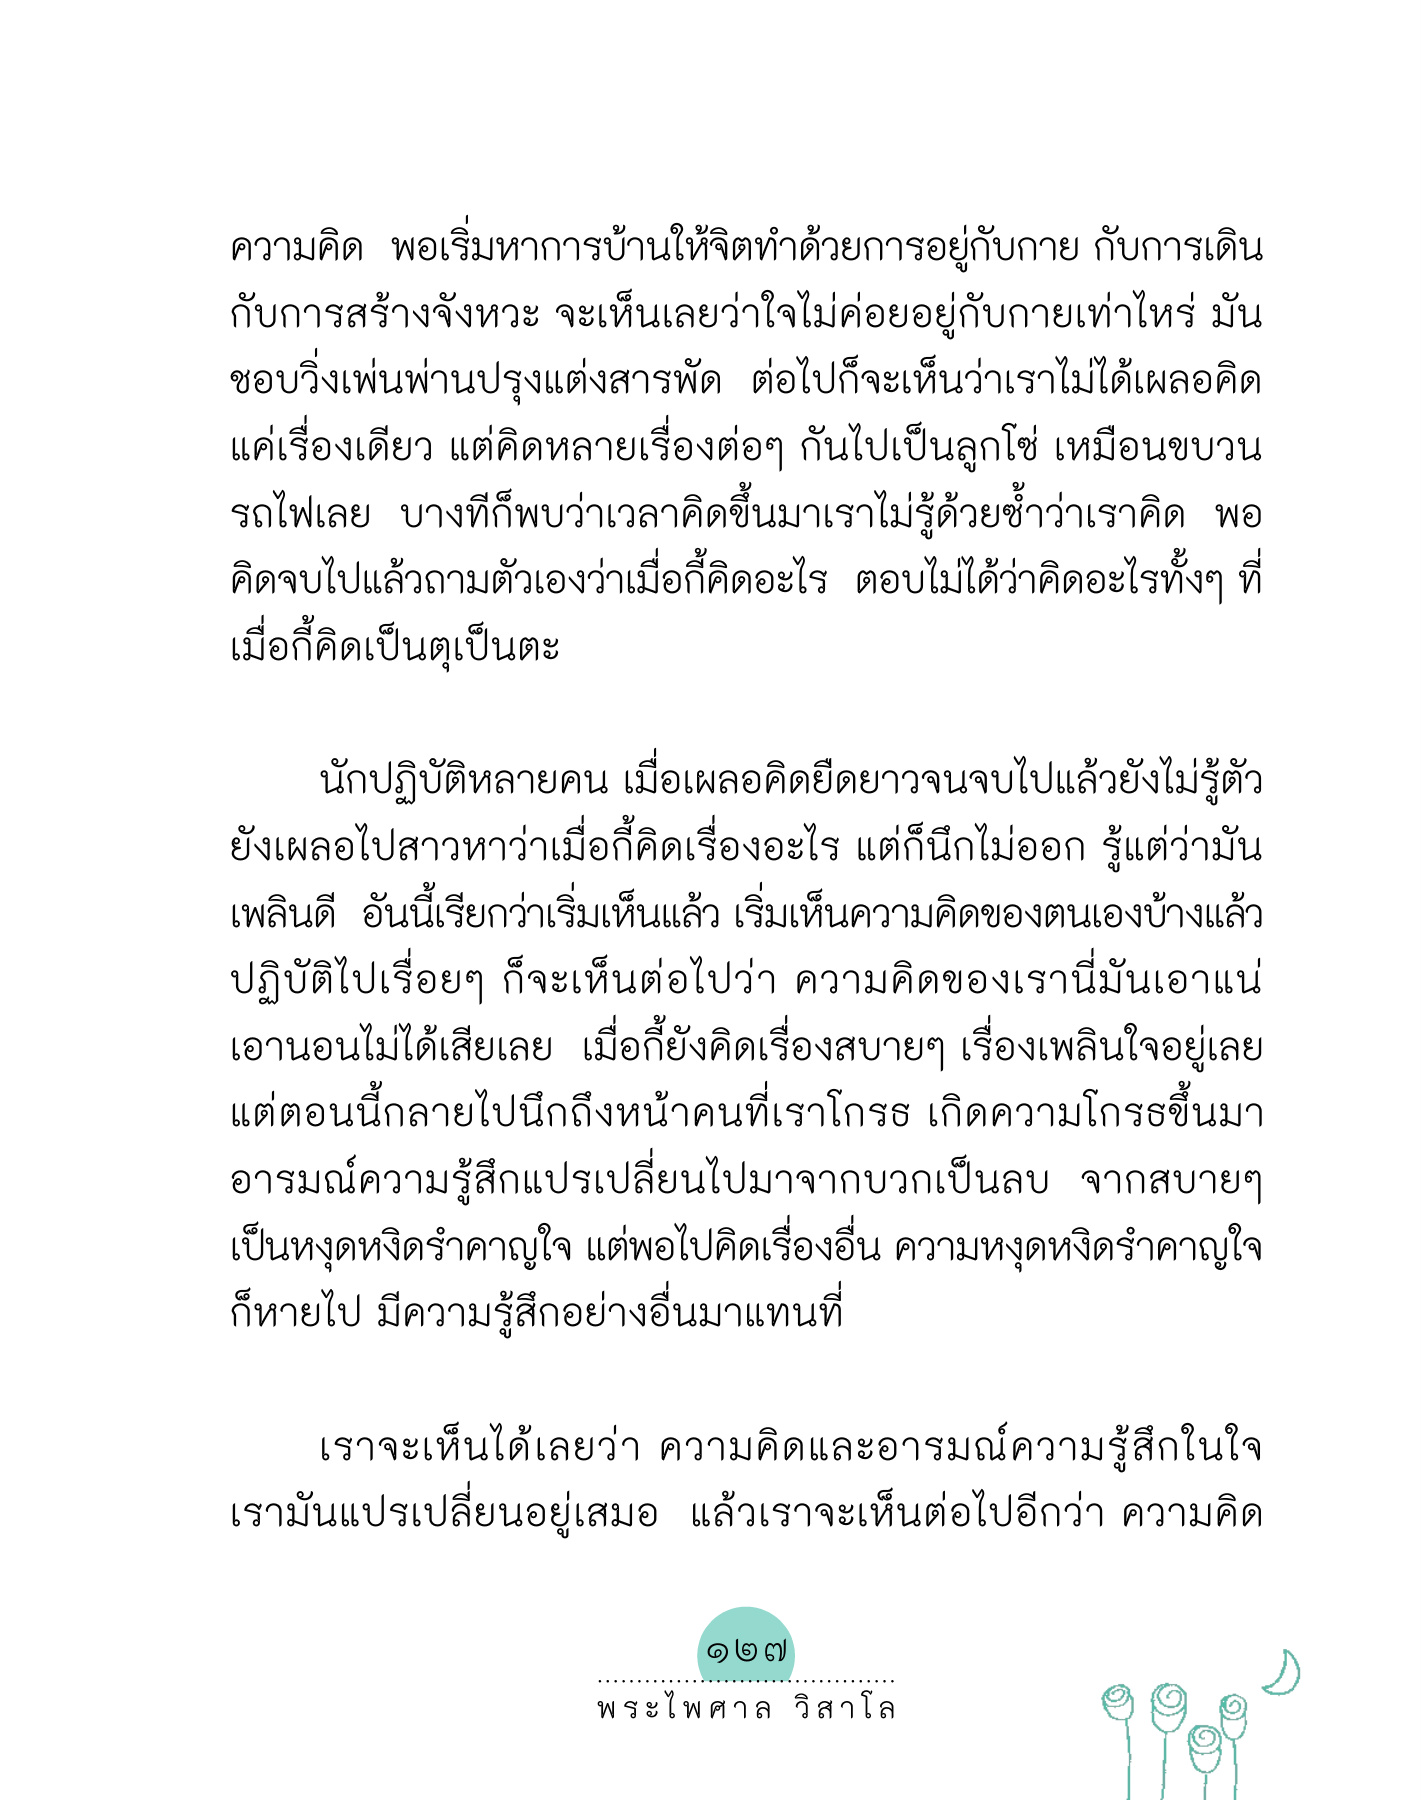 ความคิด  พอเริ่มหาการบ้านให้จิตทำด้วยการอยู่กับกาย กับการเดิน
กับการสร้างจังหวะ จะเห็นเลยว่าใจไม่ค่อยอยู่กับกายเท่าไหร่ มัน
ชอบวิ่งเพ่นพ่านปรุงแต่งสารพัด  ต่อไปก็จะเห็นว่าเราไม่ได้เผลอคิด
แค่เรื่องเดียว แต่คิดหลายเรื่องต่อๆ กันไปเป็นลูกโซ่ เหมือนขบวน
รถไฟเลย  บางทีก็พบว่าเวลาคิดขึ้นมาเราไม่รู้ด้วยซ้ำว่าเราคิด  พอ
คิดจบไปแล้วถามตัวเองว่าเมื่อกี้คิดอะไร  ตอบไม่ได้ว่าคิดอะไรทั้งๆ ที่
เมื่อกี้คิดเป็นตุเป็นตะ
นักปฏิบัติหลายคน เมื่อเผลอคิดยืดยาวจนจบไปแล้วยังไม่รู้ตัว
ยังเผลอไปสาวหาว่าเมื่อกี้คิดเรื่องอะไร แต่ก็นึกไม่ออก รู้แต่ว่ามัน
เพลินดี  อันนี้เรียกว่าเริ่มเห็นแล้ว เริ่มเห็นความคิดของตนเองบ้างแล้ว
ปฏิบัติไปเรื่อยๆ ก็จะเห็นต่อไปว่า ความคิดของเรานี่มันเอาแน่
เอานอนไม่ได้เสียเลย  เมื่อกี้ยังคิดเรื่องสบายๆ เรื่องเพลินใจอยู่เลย
แต่ตอนนี้กลายไปนึกถึงหน้าคนที่เราโกรธ เกิดความโกรธขึ้นมา
อารมณ์ความรู้สึกแปรเปลี่ยนไปมาจากบวกเป็นลบ  จากสบายๆ
เป็นหงุดหงิดรำคาญใจ แต่พอไปคิดเรื่องอื่น ความหงุดหงิดรำคาญใจ
ก็หายไป มีความรู้สึกอย่างอื่นมาแทนที่
เราจะเห็นได้เลยว่า ความคิดและอารมณ์ความรู้สึกในใจ
เรามันแปรเปลี่ยนอยู่เสมอ  แล้วเราจะเห็นต่อไปอีกว่า ความคิด
๑๒๗
พระไพศาล วิสาโล